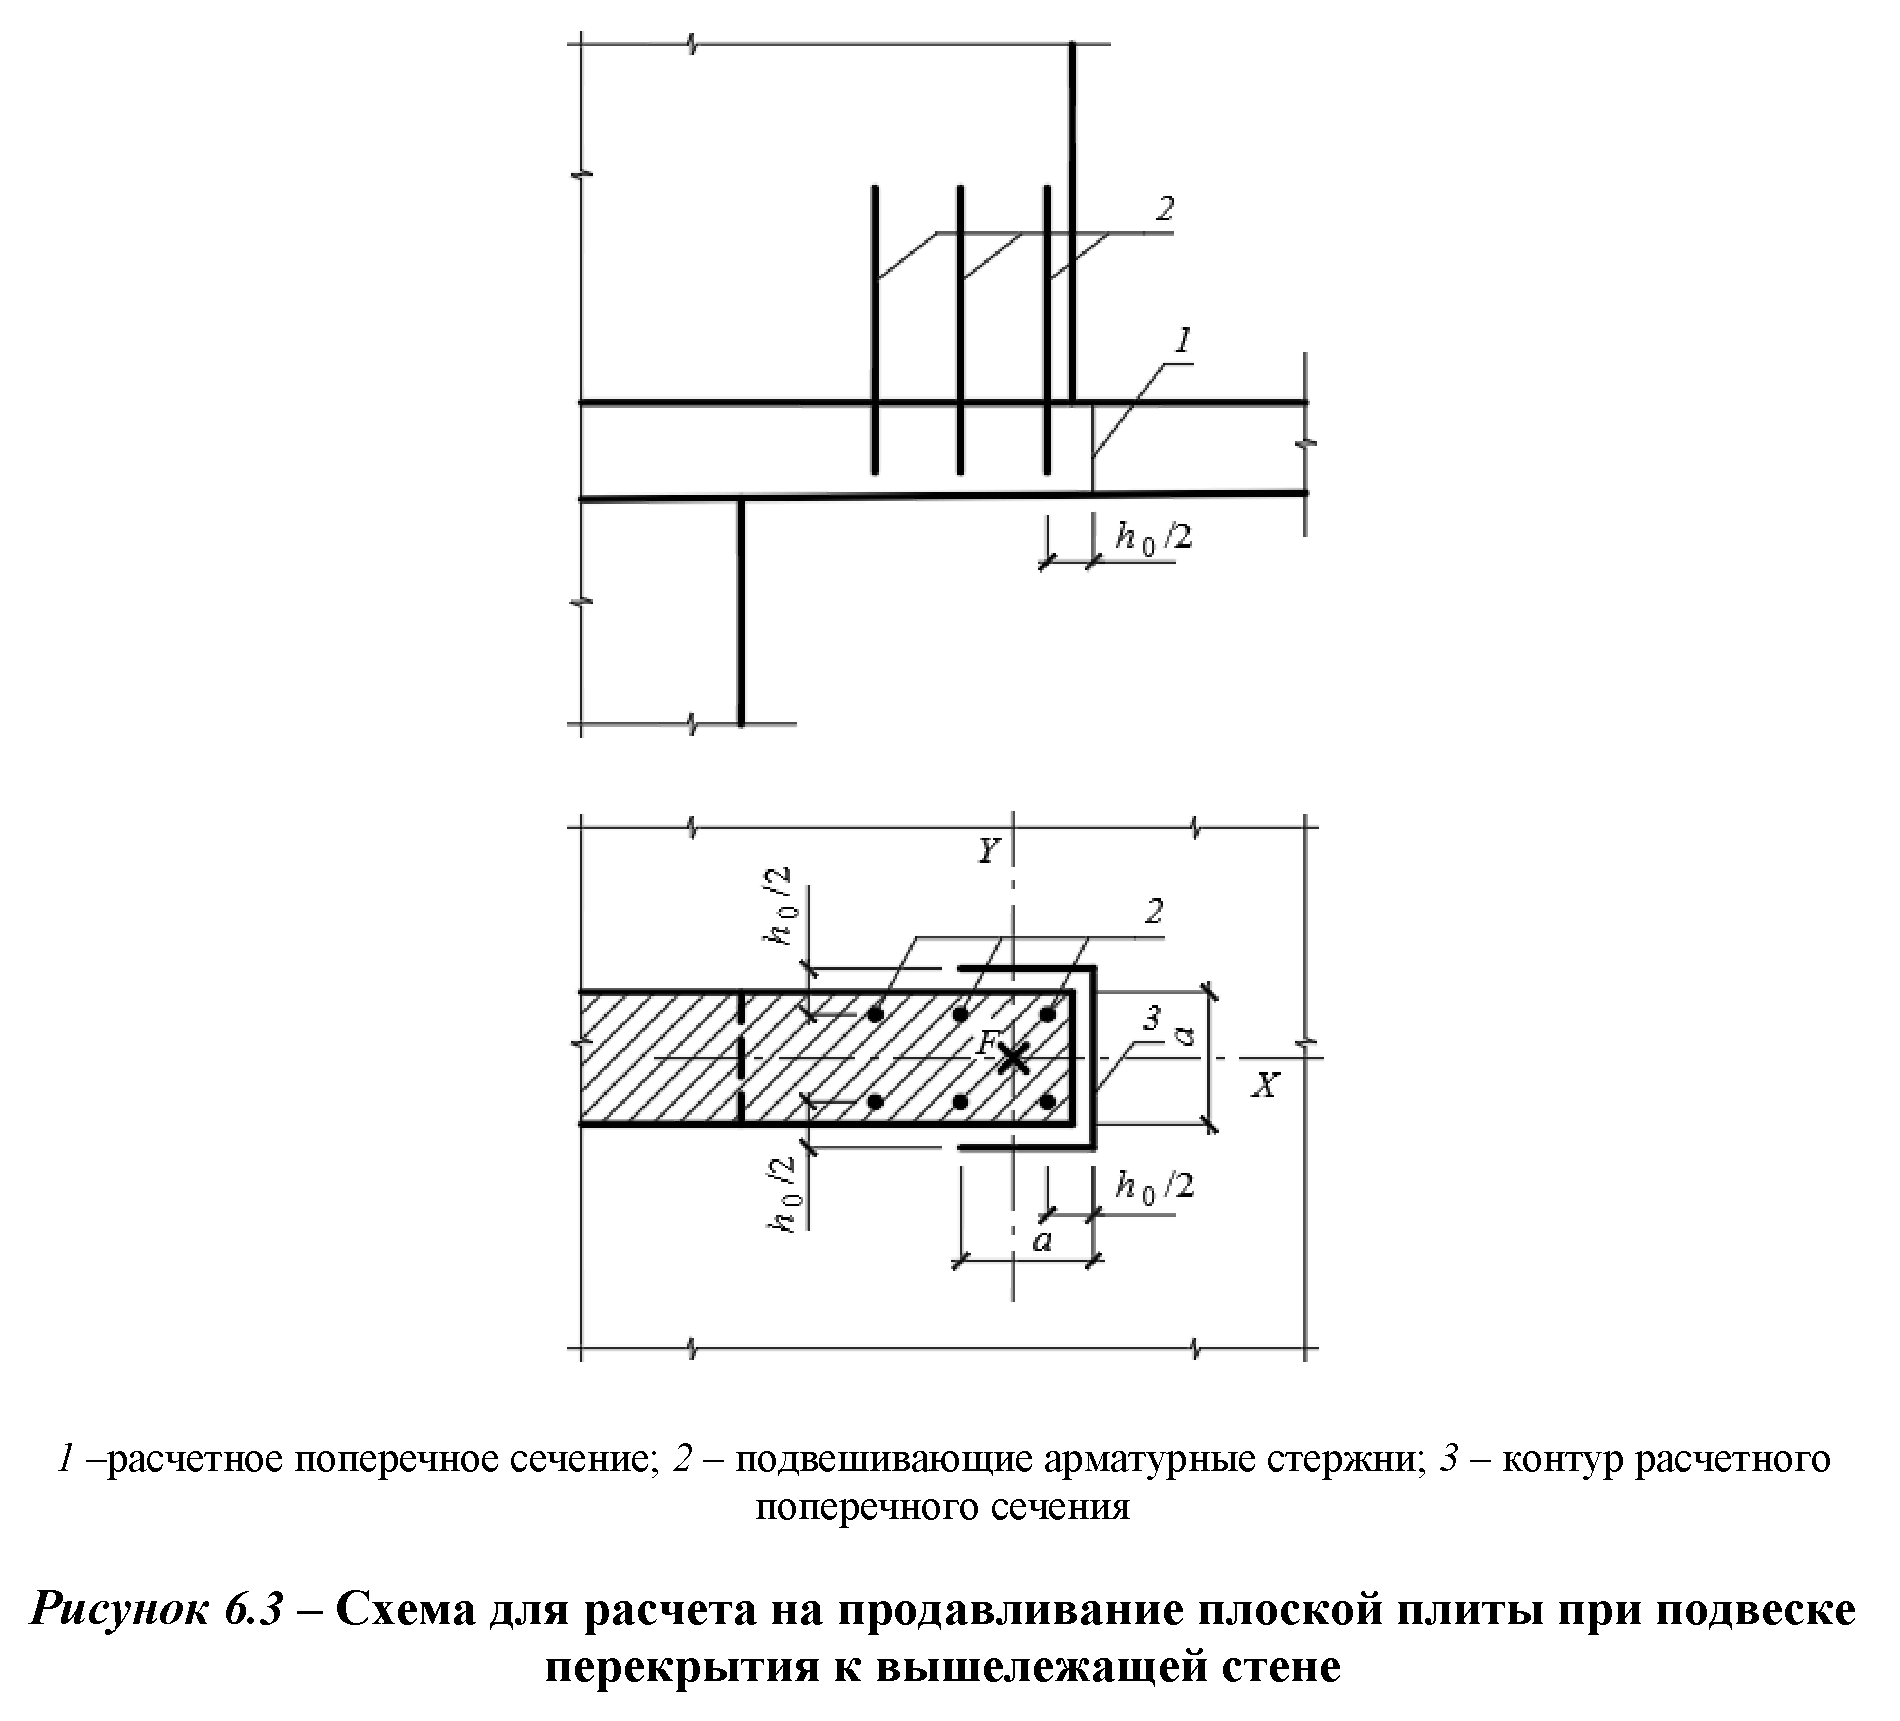 2
1
h0/2
Y
h0/2
2
3
a
F
X
h0/2
h0/2
a
1 –расчетное поперечное сечение; 2 – подвешивающие арматурные стержни; 3 – контур расчетного
поперечного сечения
Рисунок 6.3 – Схема для расчета на продавливание плоской плиты при подвеске
перекрытия к вышележащей стене